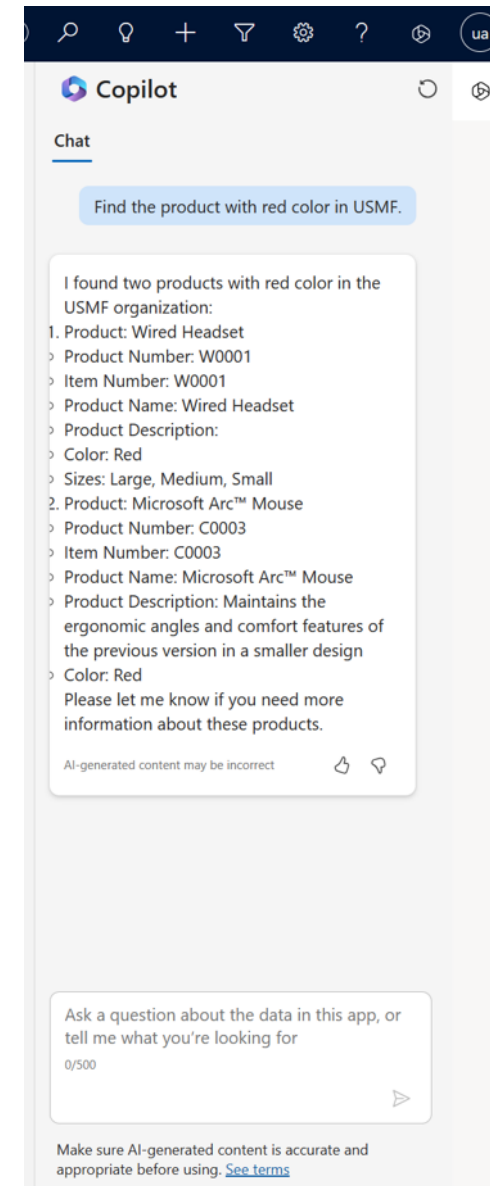 ua
Copilot
Chat
Find the product with red color in USMF.
I found two products with red color in the
USMF organization:
1. Product: Wired Headset
Product Number: W0001
Item Number: W0001
Product Name: Wired Headset
Product Description:
Color: Red
Sizes: Large, Medium, Small
2. Product: Microsoft Arc™ Mouse
Product Number: C0003
Item Number: C0003
Product Name: Microsoft Arc™ Mouse
Product Description: Maintains the
ergonomic angles and comfort features of
the previous version in a smaller design
Color: Red
Please let me know if you need more
information about these products.
AI-generated content may be incorrect
Ask a question about the data in this app, or
tell me what you're looking for
0/500
Make sure AI-generated content is accurate and
appropriate before using. See terms